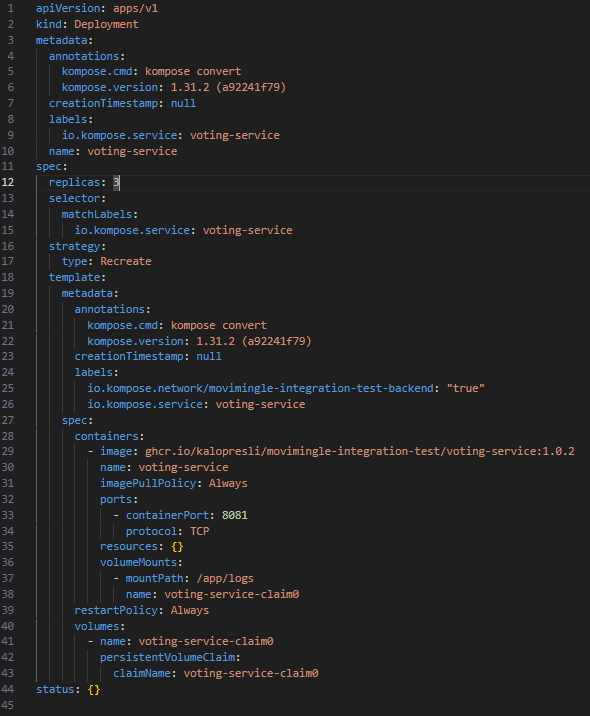 1 apiVersion: apps/v1
2 kind: Deployment
3 metadata:
4   annotations:
5     kompose.cmd: kompose convert
6     kompose.version: 1.31.2 (a92241f79)
7   creationTimestamp: null
8   labels:
9     io.kompose.service: voting-service
10   name: voting-service
11 spec:
12   replicas: 3
13   selector:
14     matchLabels:
15       io.kompose.service: voting-service
16   strategy:
17     type: Recreate
18   template:
19     metadata:
20       annotations:
21         kompose.cmd: kompose convert
22         kompose.version: 1.31.2 (a92241f79)
23       creationTimestamp: null
24       labels:
25         io.kompose.network/movimingle-integration-test-backend: "true"
26         io.kompose.service: voting-service
27     spec:
28       containers:
29         - image: ghcr.io/kalopresli/movimingle-integration-test/voting-service:1.0.2
30           name: voting-service
31           imagePullPolicy: Always
32           ports:
33             - containerPort: 8081
34               protocol: TCP
35           resources: {}
36           volumeMounts:
37             - mountPath: /app/logs
38               name: voting-service-claim0
39       restartPolicy: Always
40       volumes:
41         - name: voting-service-claim0
42           persistentVolumeClaim:
43             claimName: voting-service-claim0
44 status: {}
45